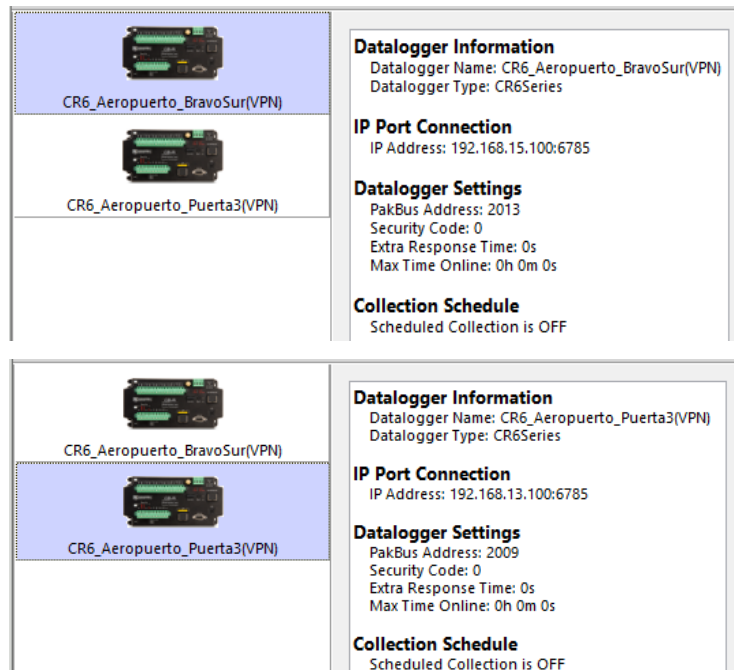 CR6_Aeropuerto_BravoSur(VPN)
CR6_Aeropuerto_Puerta3(VPN)
Datalogger Information
Datalogger Name: CR6_Aeropuerto_BravoSur(VPN)
Datalogger Type: CR6Series
IP Port Connection
IP Address: 192.168.15.100:6785
Datalogger Settings
PakBus Address: 2013
Security Code: 0
Extra Response Time: 0s
Max Time Online: 0h 0m 0s
Collection Schedule
Scheduled Collection is OFF
CR6_Aeropuerto_BravoSur(VPN)
CR6_Aeropuerto_Puerta3(VPN)
Datalogger Information
Datalogger Name: CR6_Aeropuerto_Puerta3(VPN)
Datalogger Type: CR6Series
IP Port Connection
IP Address: 192.168.13.100:6785
Datalogger Settings
PakBus Address: 2009
Security Code: 0
Extra Response Time: 0s
Max Time Online: 0h 0m 0s
Collection Schedule
Scheduled Collection is OFF